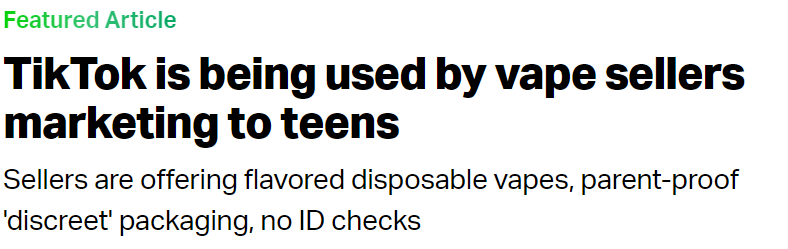 Featured Article
TikTok is being used by vape sellers
marketing to teens
Sellers are offering flavored disposable vapes, parent-proof
'discreet' packaging, no ID checks